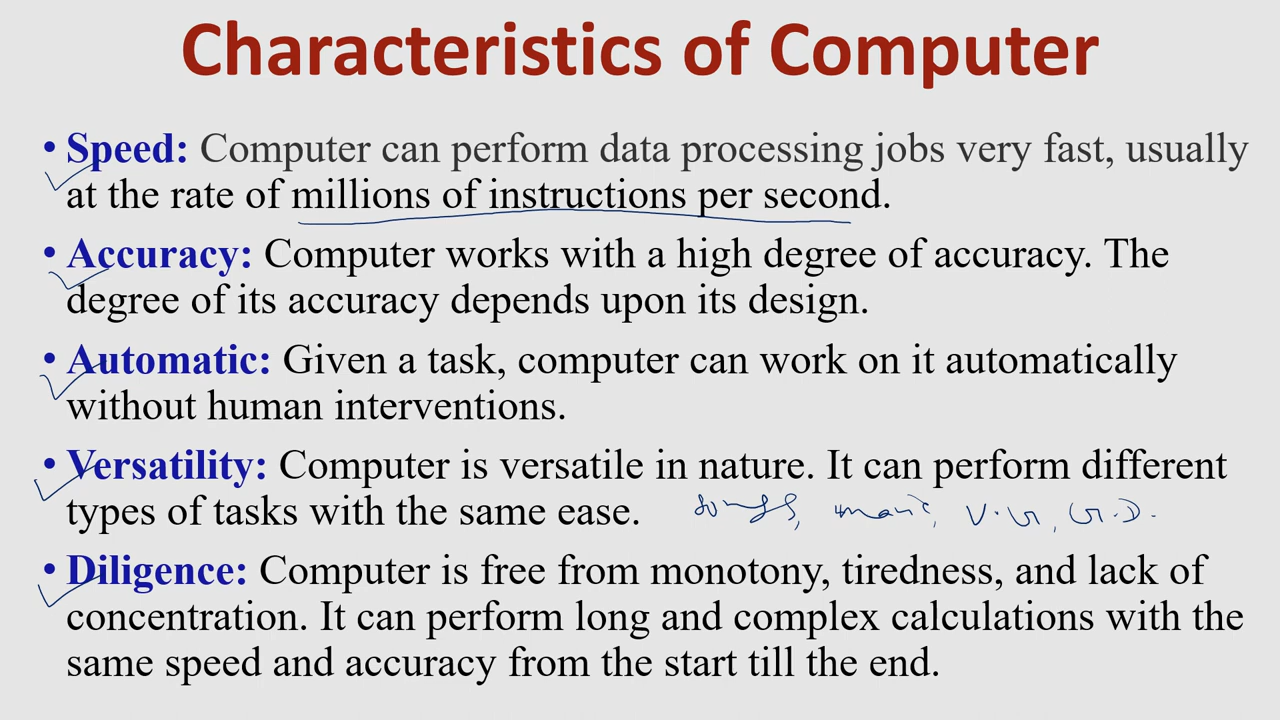 Characteristics of Computer
• Speed: Computer can perform data processing jobs very fast, usually
at the rate of millions of instructions per second.
• Accuracy: Computer works with a high degree of accuracy. The
degree of its accuracy depends upon its design.
• Automatic: Given a task, computer can work on it automatically
without human interventions.
• Versatility: Computer is versatile in nature. It can perform different
types of tasks with the same ease. songs,
• Diligence: Computer is free from monotony, tiredness, and lack of
concentration. It can perform long and complex calculations with the
same speed and accuracy from the start till the end.